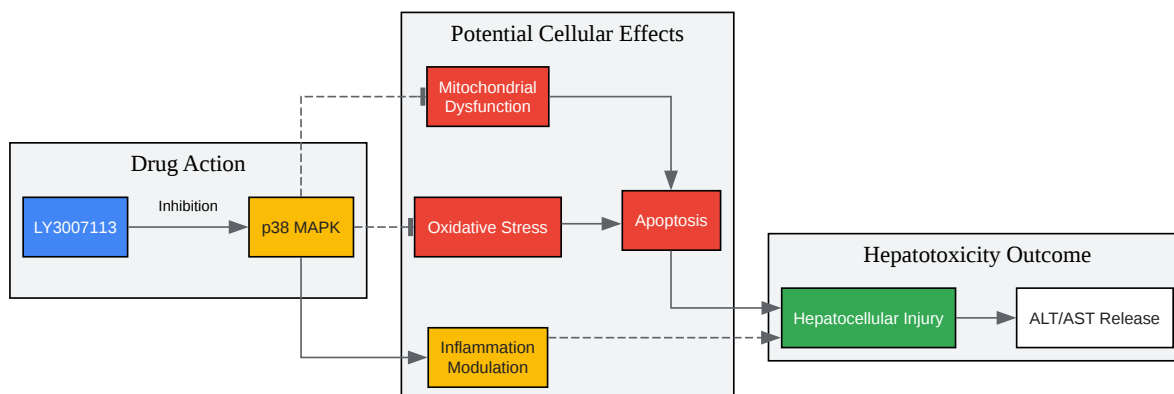 Potential Cellular Effects
Mitochondrial
Dysfunction
Drug Action
LY3007113
Inhibition
p38 MAPK
Oxidative Stress
Apoptosis
Inflammation
Modulation
Hepatotoxicity Outcome
Hepatocellular Injury
ALT/AST Release